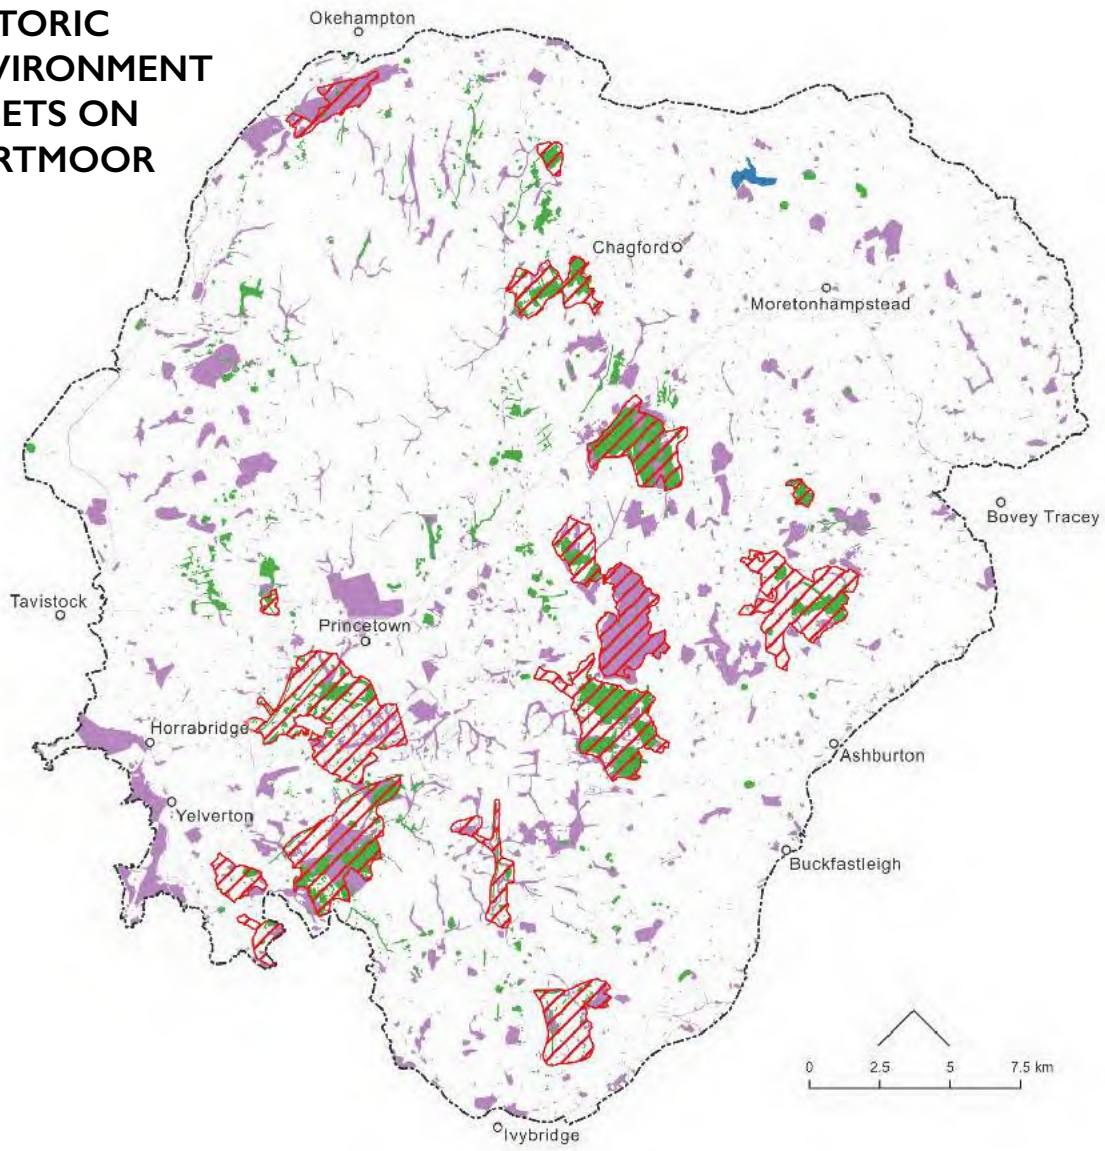 TORIC
VIRONMENT
ETS ON
RTMOOR
Okehampton
Chagford
Moretonhampstead
Bovey Tracey
Tavistock
Princetown
Horrabridge
Ashburton
Yelverton
Buckfastleigh
0 2.5 5 7.5 km
Ivybridge